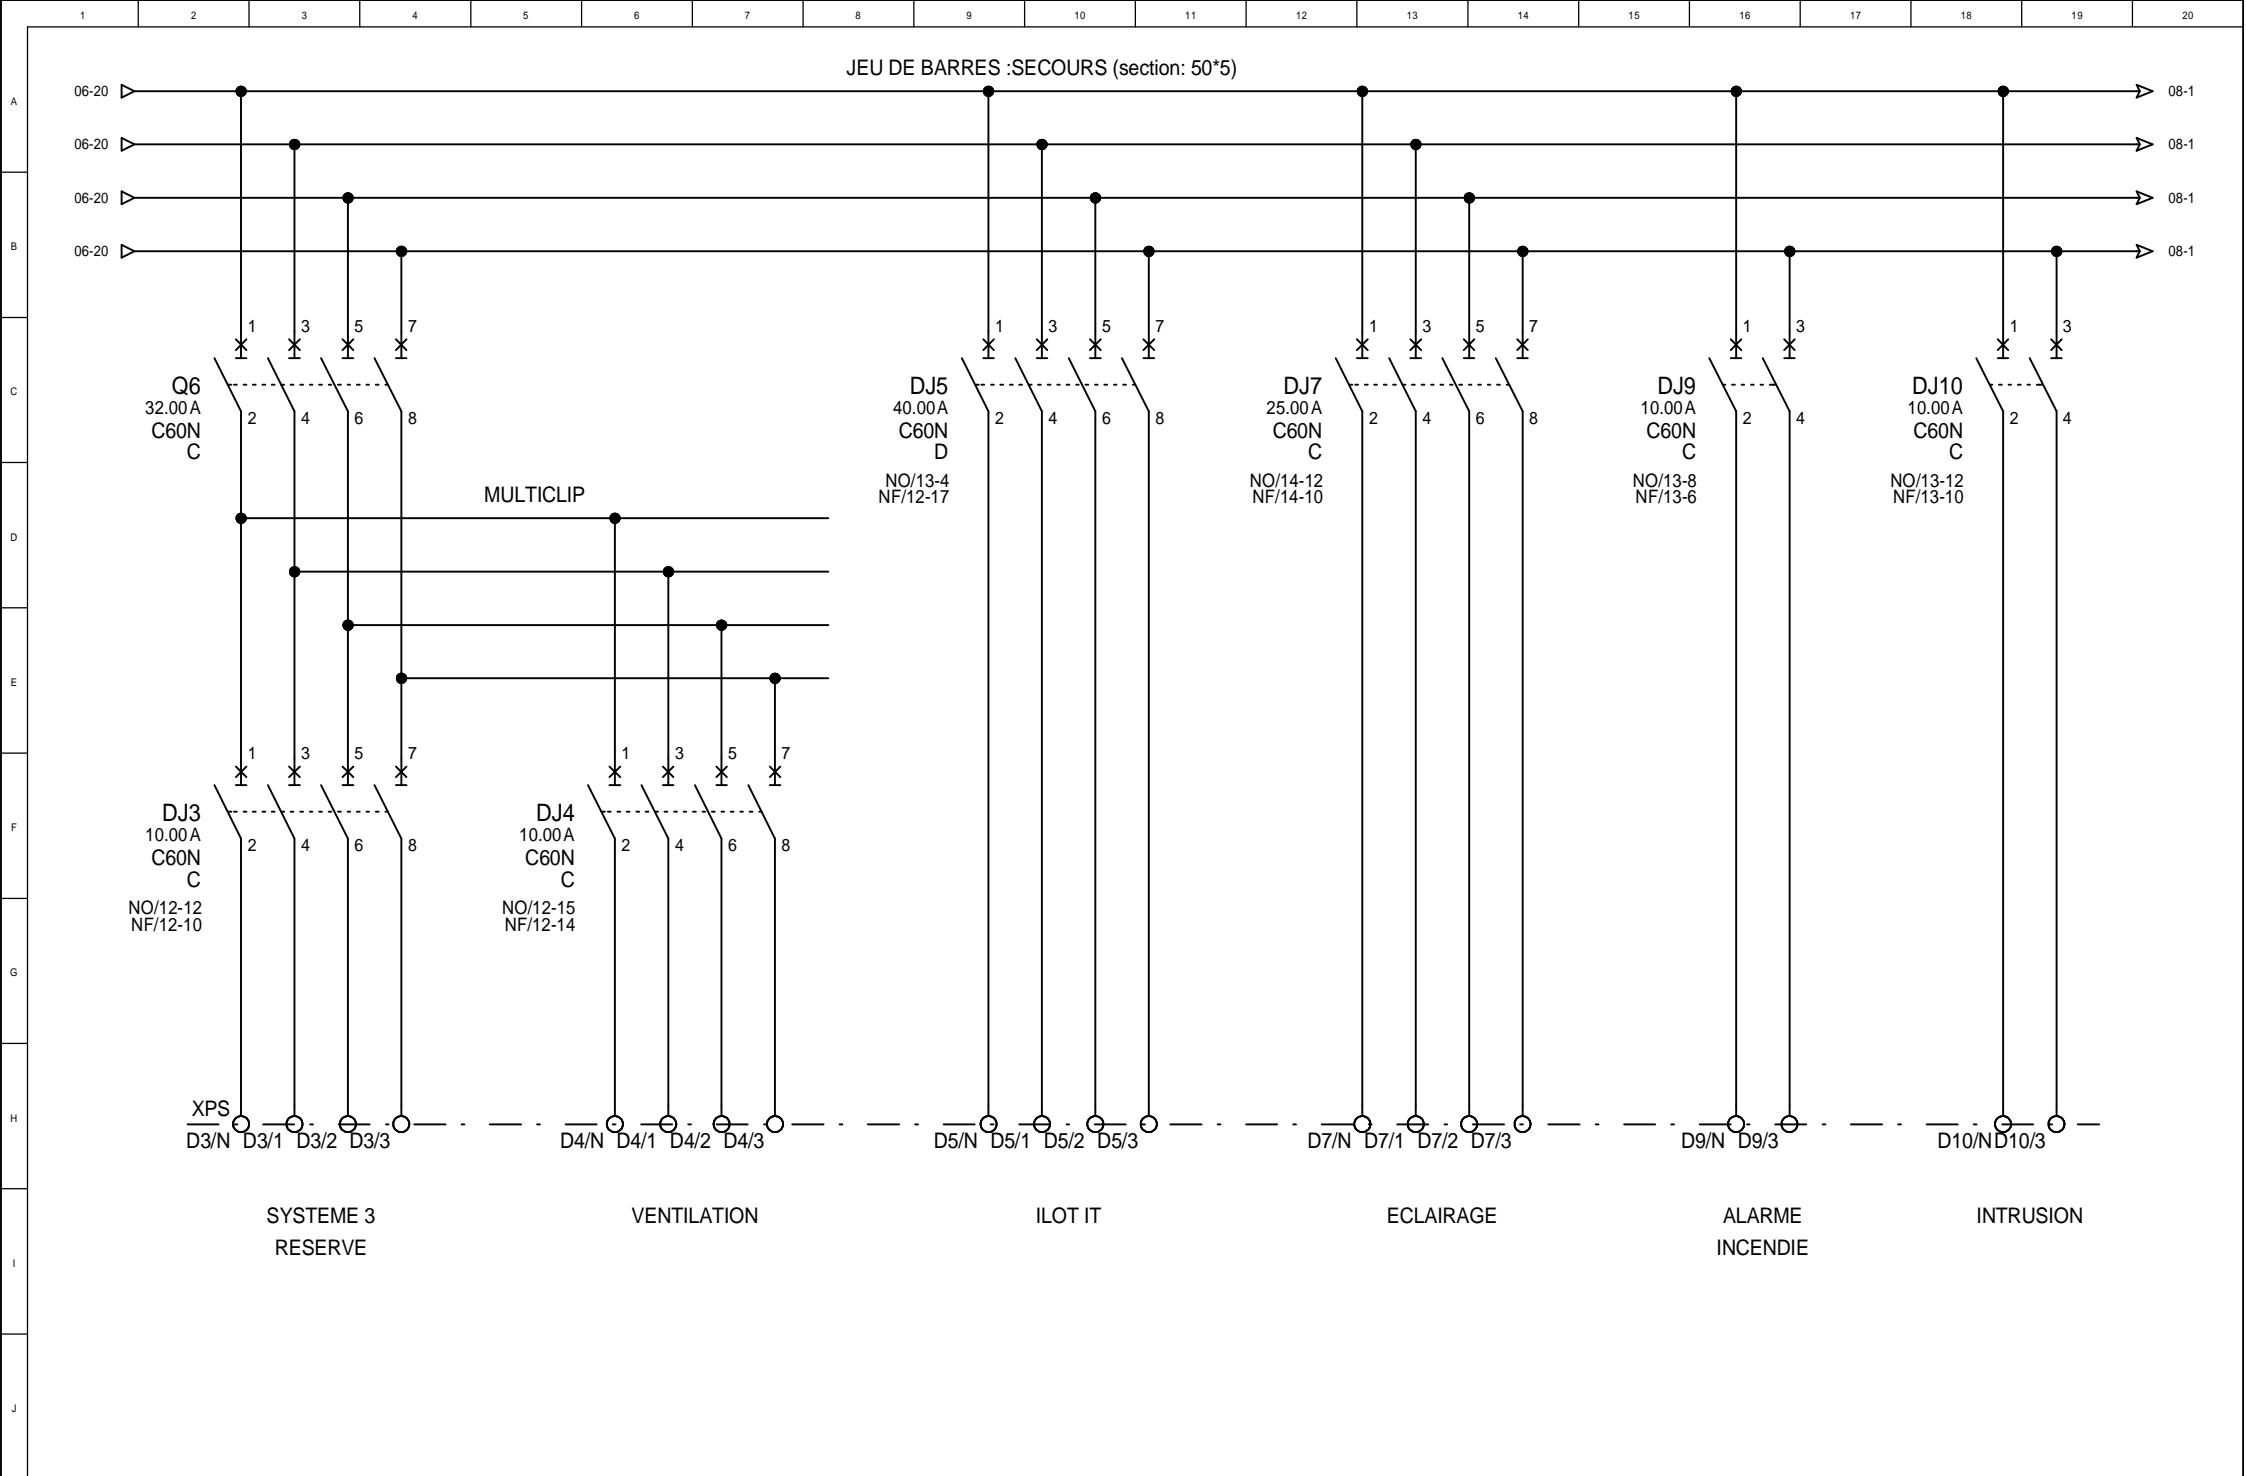 1 2 3 4 5 6 7 8 9 10 11 12 13 14 15 16 17 18 19 20
JEU DE BARRES :SECOURS (section: 50*5)
A
06-20 08-1
06-20 08-1
06-20 08-1
B
06-20 08-1
1 3 5 7 1 3 5 7 1 3 5 7 1 3 1 3
C
Q6 DJ5 DJ7 DJ9 DJ10
32.00A 40.00A 25.00A 10.00A 10.00A
2 4 6 8 2 4 6 8 2 4 6 8 2 4 2 4
C60N C60N C60N C60N C60N
C D C C C
NO/13-4 NO/14-12 NO/13-8 NO/13-12
NF/12-17 NF/14-10 NF/13-6 NF/13-10
MULTICLIP
D
E
1 3 5 7 1 3 5 7
F
DJ3 DJ4
10.00A 10.00A
2 4 6 8 2 4 6 8
C60N C60N
C C
NO/12-12 NO/12-15
NF/12-10 NF/12-14
G
H
XPS
D3/N D3/1 D3/2 D3/3 D4/N D4/1 D4/2 D4/3 D5/N D5/1 D5/2 D5/3 D7/N D7/1 D7/2 D7/3 D9/N D9/3 D10/N D10/3
SYSTEME 3 VENTILATION ILOT IT ECLAIRAGE ALARME INTRUSION
RESERVE INCENDIE
I
J